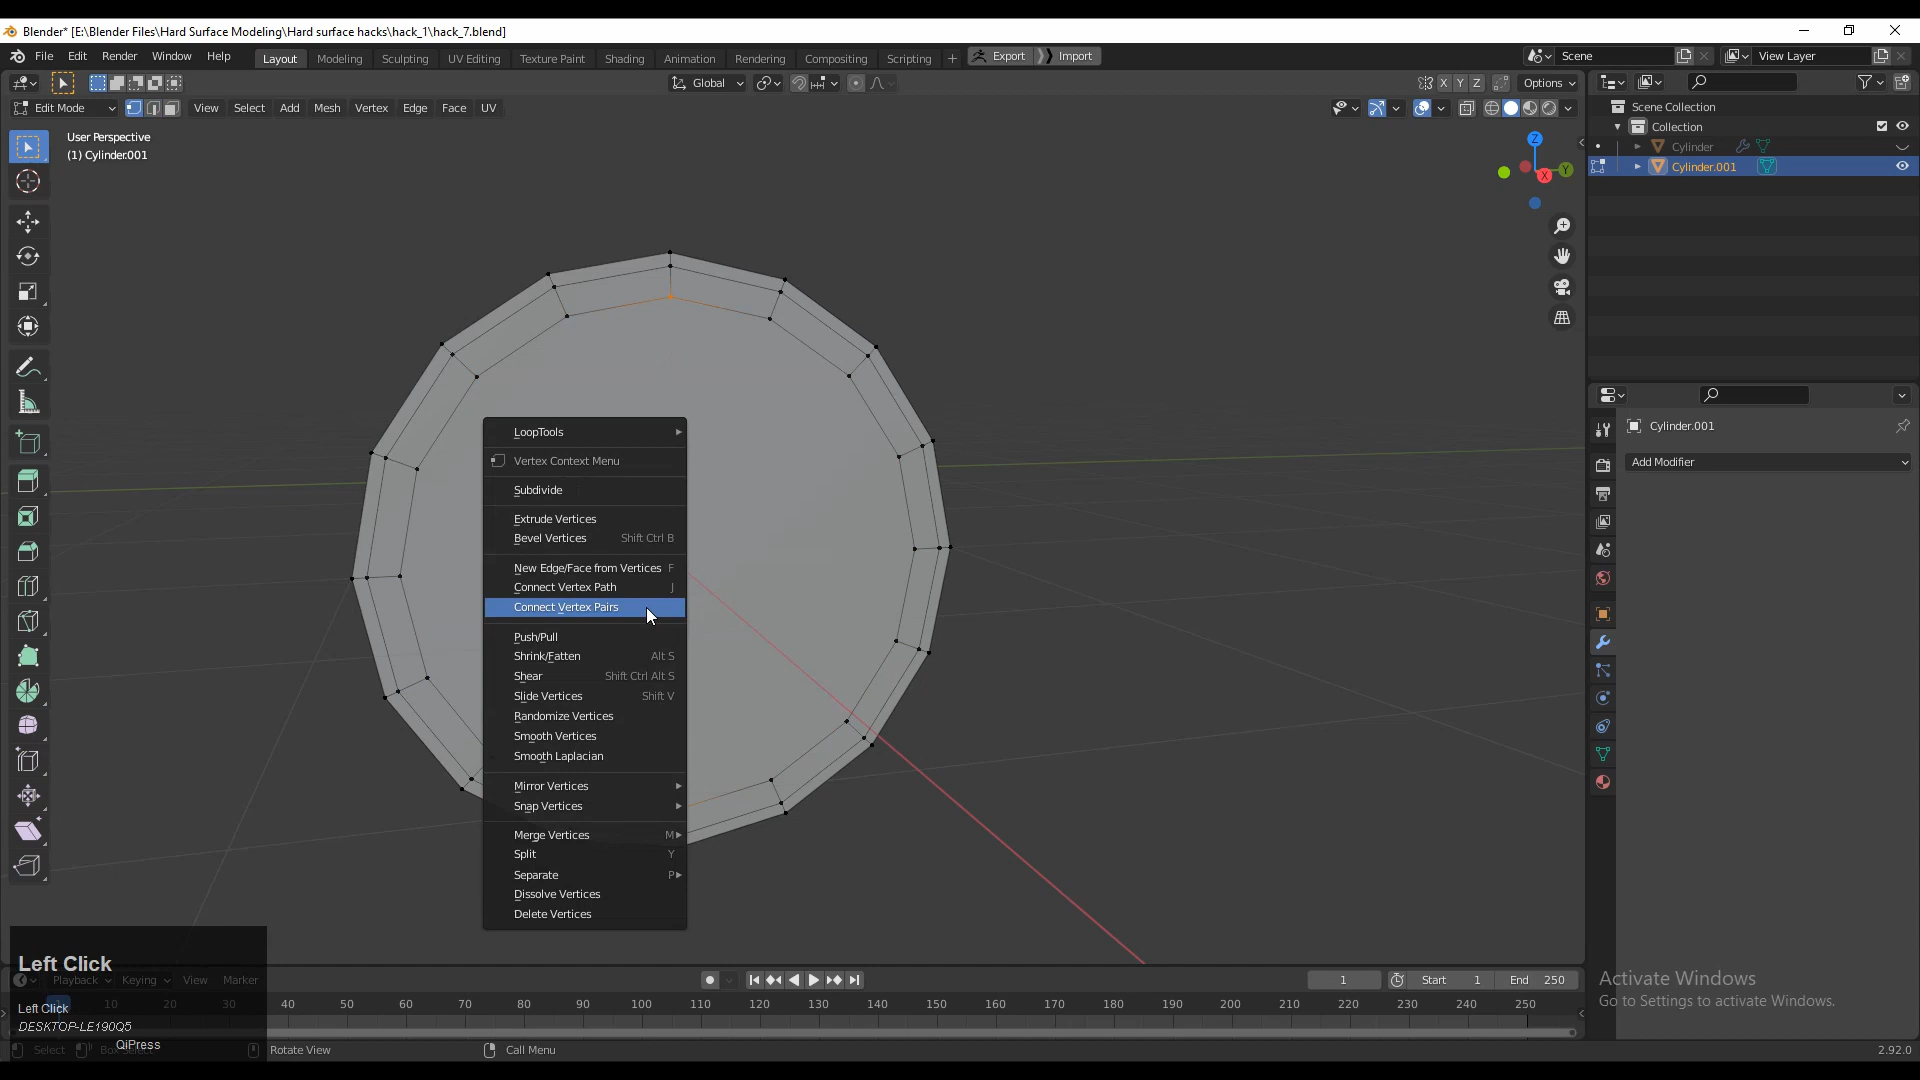 Blender* [E:\Blender Files\Hard Surface Modeling\Hard surface hacks\hack_1\hack_7.blend]
File Edit Render Window Help Layout Modeling Sculpting UV Editing Texture Paint Shading Animation Rendering Compositing Scripting + Export Import Scene View Layer
Global X Y Z Options
Edit Mode View Select Add Mesh Vertex Edge Face UV
Scene Collection
Collection
Cylinder
Cylinder.001
User Perspective
(1) Cylinder.001
Z
Y
X
LoopTools
Vertex Context Menu
Subdivide
Extrude Vertices
Bevel Vertices Shift Ctrl B
New Edge/Face from Vertices F
Connect Vertex Path J
Connect Vertex Pairs
Push/Pull
Shrink/Fatten Alt S
Shear Shift Ctrl Alt S
Slide Vertices Shift V
Randomize Vertices
Smooth Vertices
Smooth Laplacian
Mirror Vertices
Snap Vertices
Merge Vertices M
Split Y
Separate P
Dissolve Vertices
Delete Vertices
Cylinder.001
Add Modifier
Activate Windows
Go to Settings to activate Windows.
Left Click
Playback Keying View Marker 1 Start 1 End 250
1 10 20 30 40 50 60 70 80 90 100 110 120 130 140 150 160 170 180 190 200 210 220 230 240 250
Left Click
DESKTOP-LE190Q5
QiPress
Select Box Select Rotate View Call Menu 2.92.0